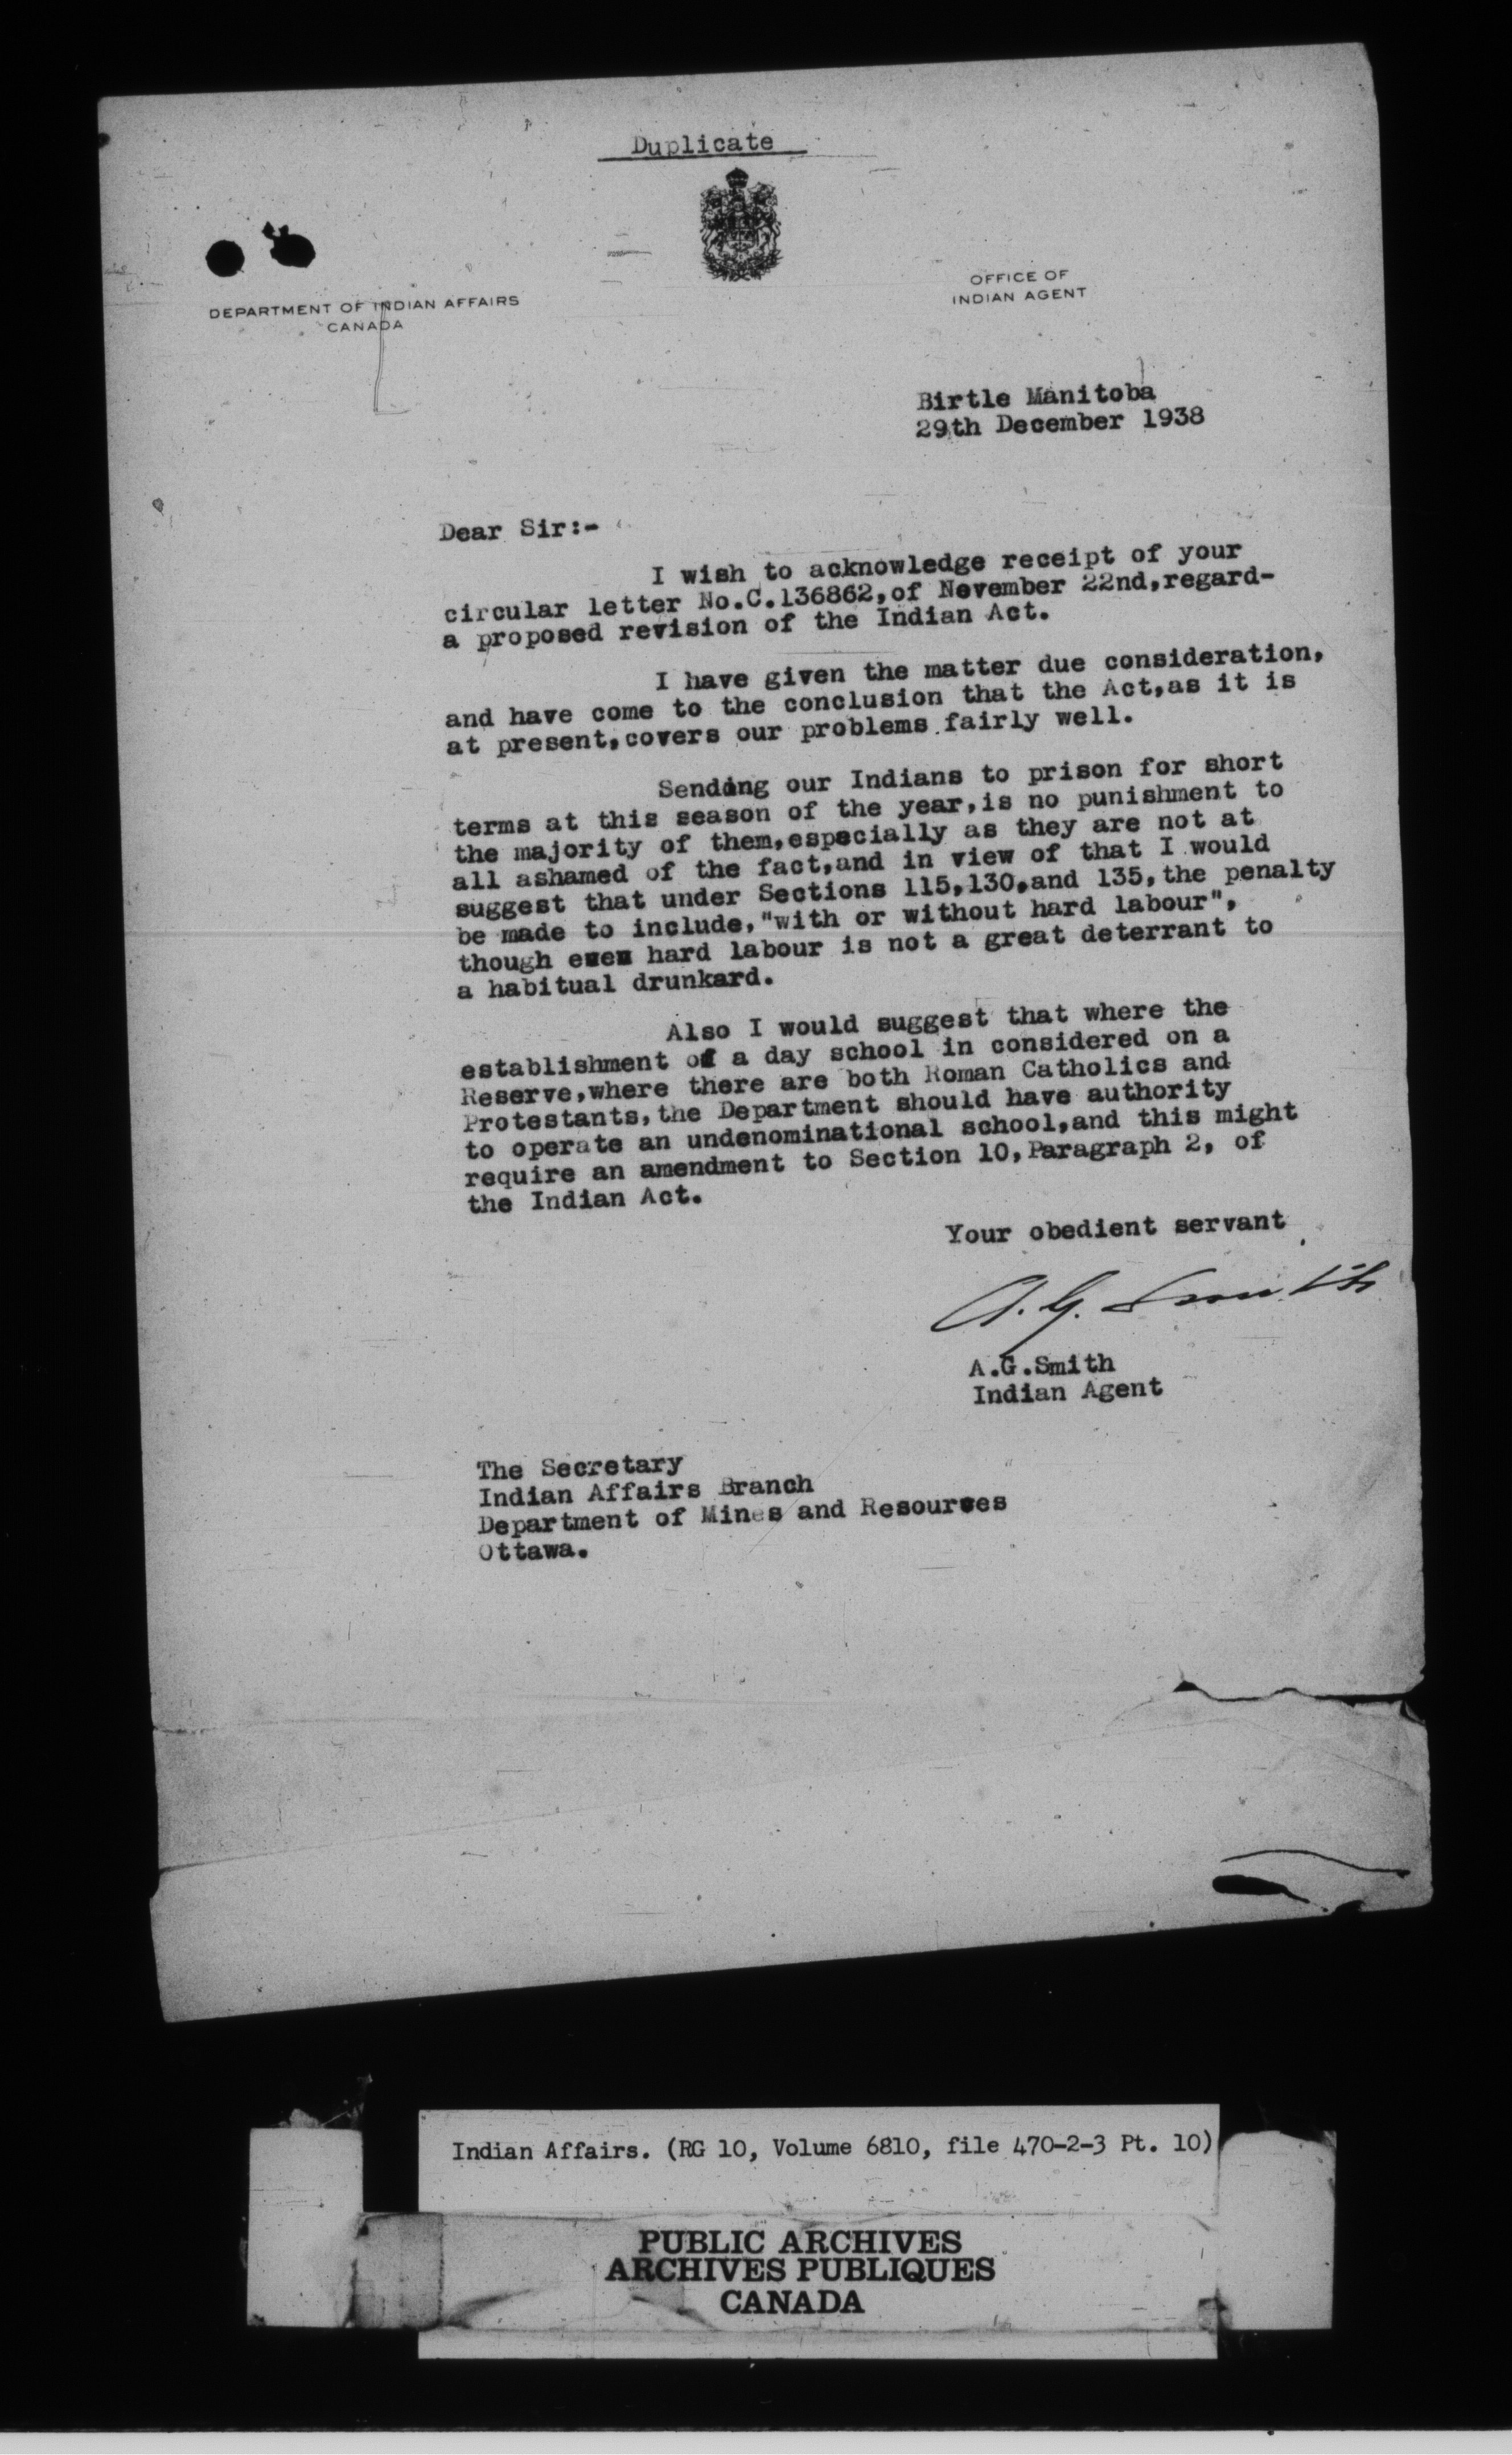 Duplicate
DEPARTMENT OF INDIAN AFFAIRS
CANADA
OFFICE OF
INDIAN AGENT
Birtle Manitoba
29th December 1938
Dear Sir:-
I wish to acknowledge receipt of your
circular letter No.C.136862,of November 22nd,regard-
a proposed revision of the Indian Act.
I have given the matter due consideration,
and have come to the conclusion that the Act,as it is
at present,covers our problems fairly well.
Sending our Indians to prison for short
terms at this season of the year,is no punishment to
the majority of them,especially as they are not at
all ashamed of the fact,and in view of that I would
suggest that under Sections 115,130,and 135,the penalty
be made to include,"with or without hard labour",
though even hard labour is not a great deterrant to
a habitual drunkard.
Also I would suggest that where the
establishment of a day school in considered on a
Reserve,where there are both Roman Catholics and
Protestants,the Department should have authority
to operate an undenominational school,and this might
require an amendment to Section 10,Paragraph 2, of
the Indian Act.
Your obedient servant
A. G. Smith
A.G.Smith
Indian Agent
The Secretary
Indian Affairs Branch
Department of Mines and Resources
Ottawa.
Indian Affairs. (RG 10, Volume 6810, file 470-2-3 Pt. 10)
PUBLIC ARCHIVES
ARCHIVES PUBLIQUES
CANADA